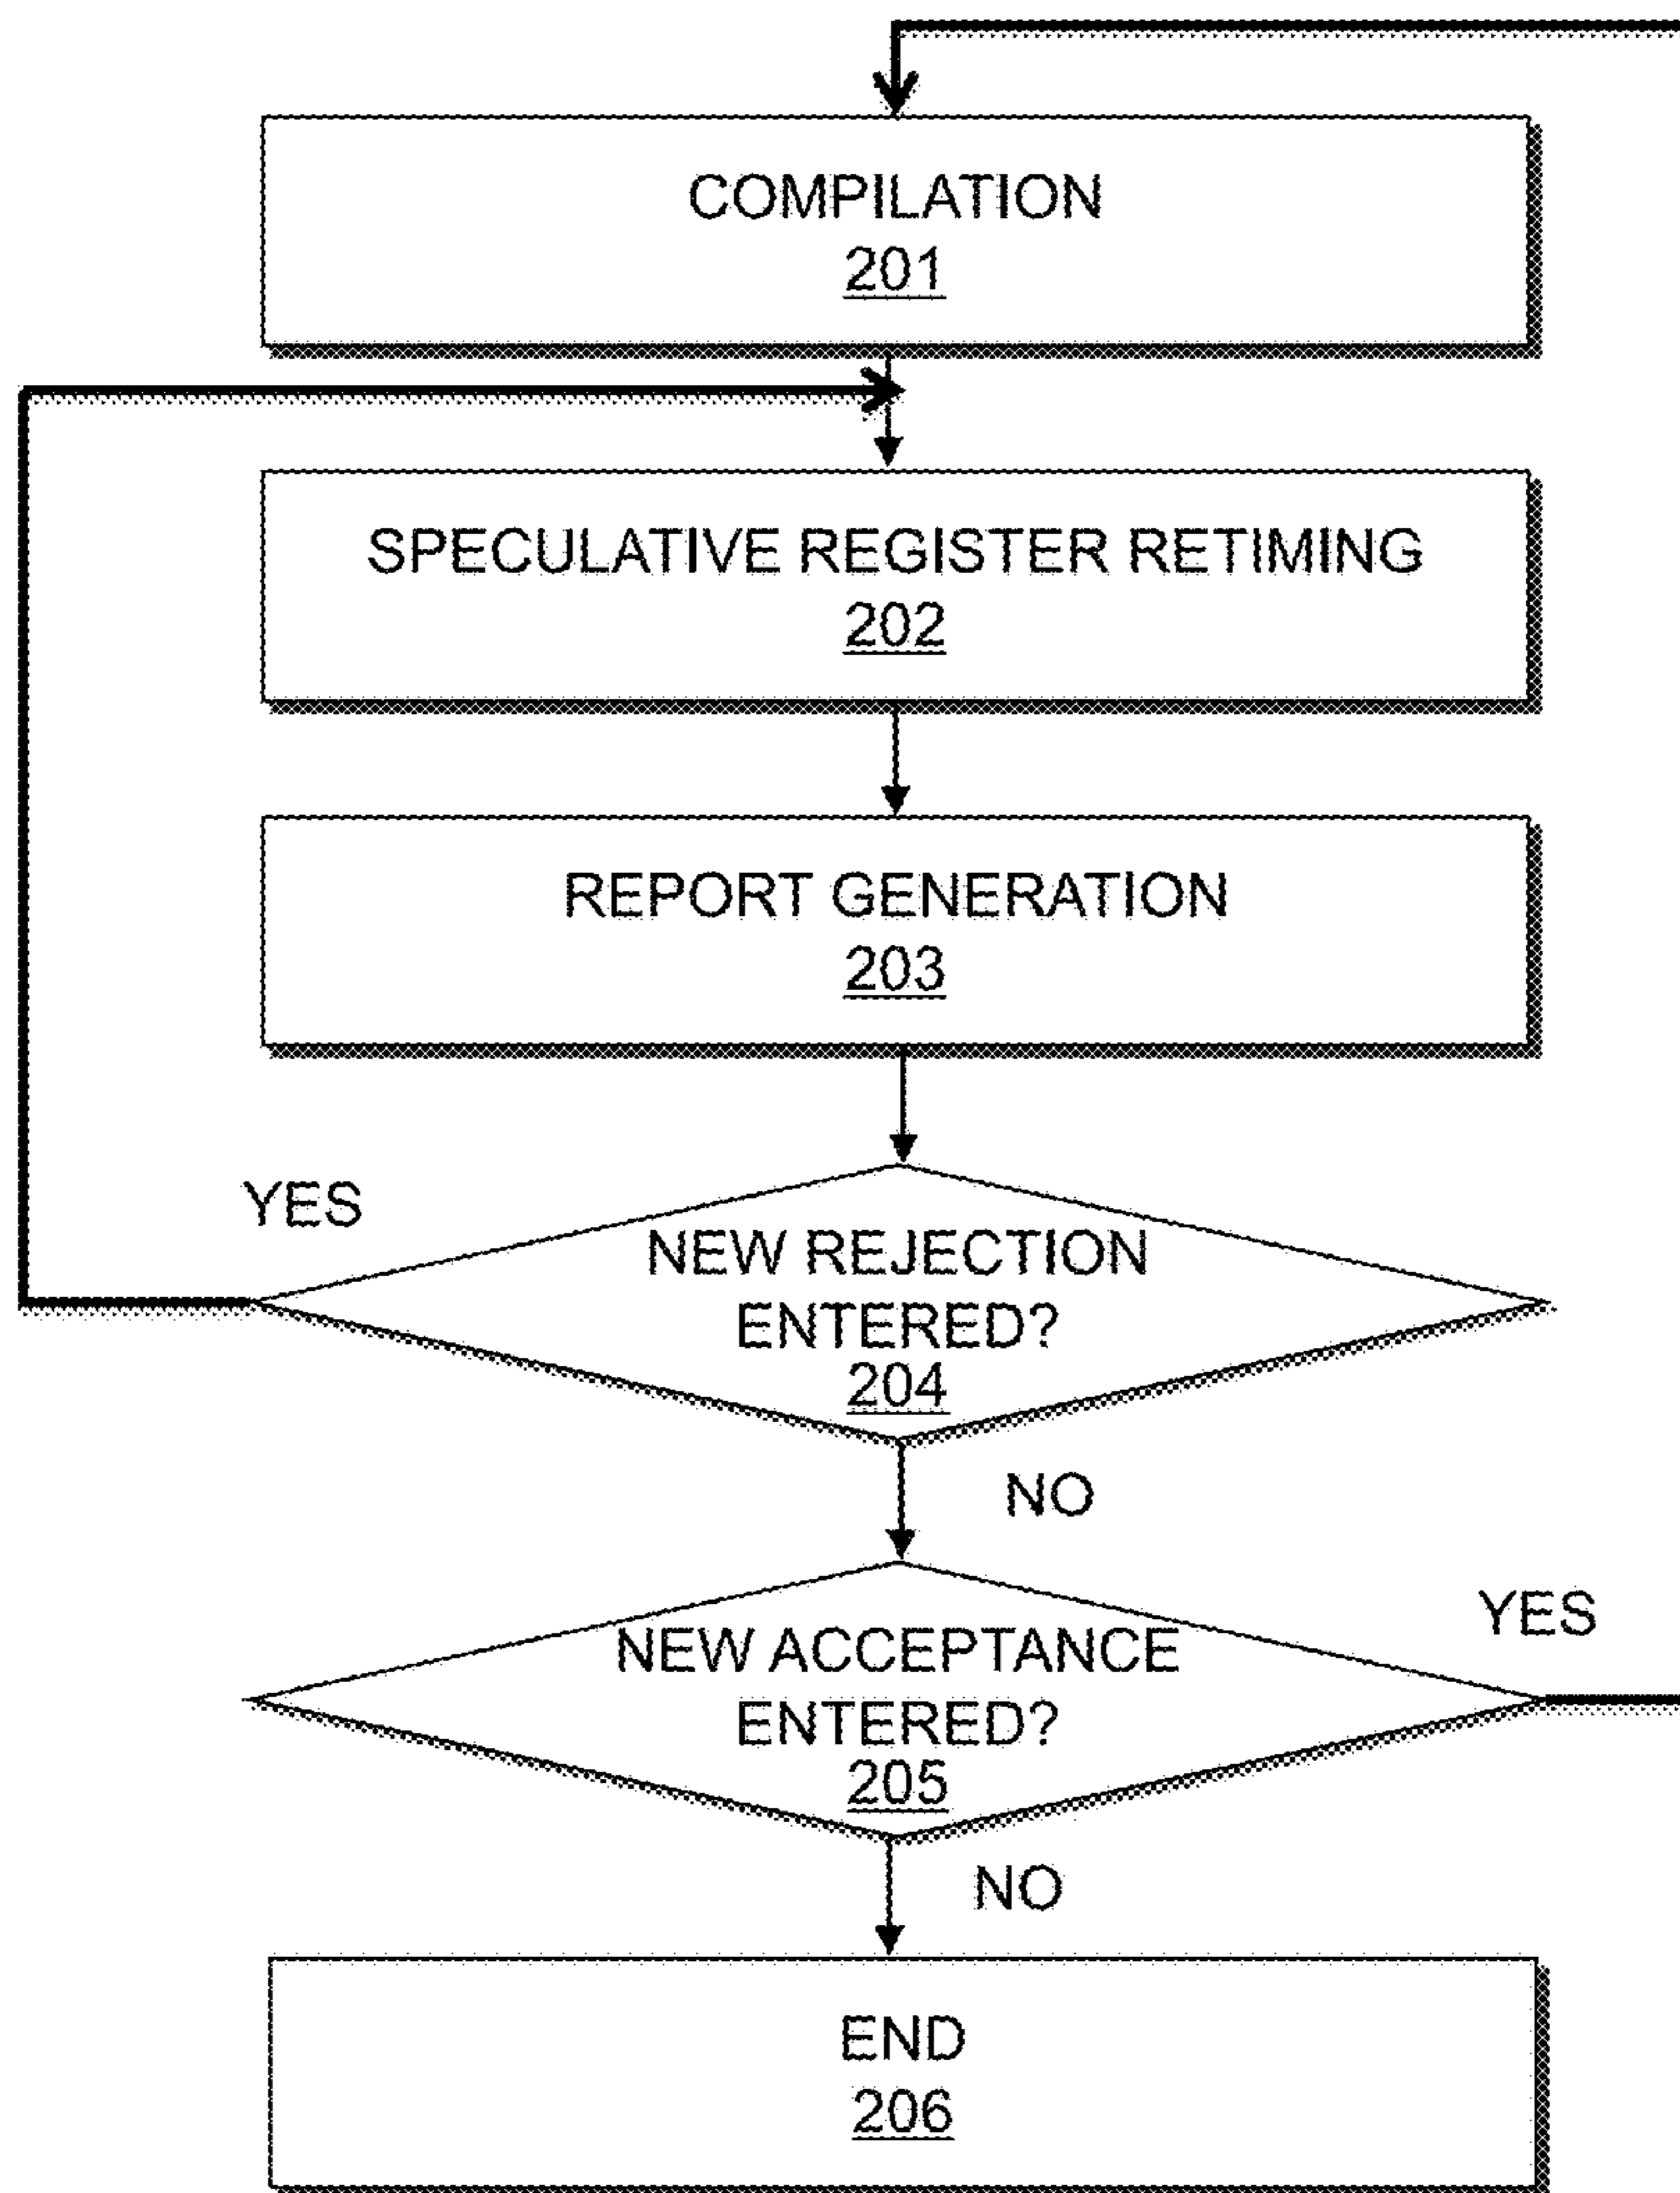 COMPILATION
201
SPECULATIVE REGISTER RETIMING
202
REPORT GENERATION
203
YES
NEW REJECTION
ENTERED?
204
NO
YES
NEW ACCEPTANCE
ENTERED?
205
NO
END
206